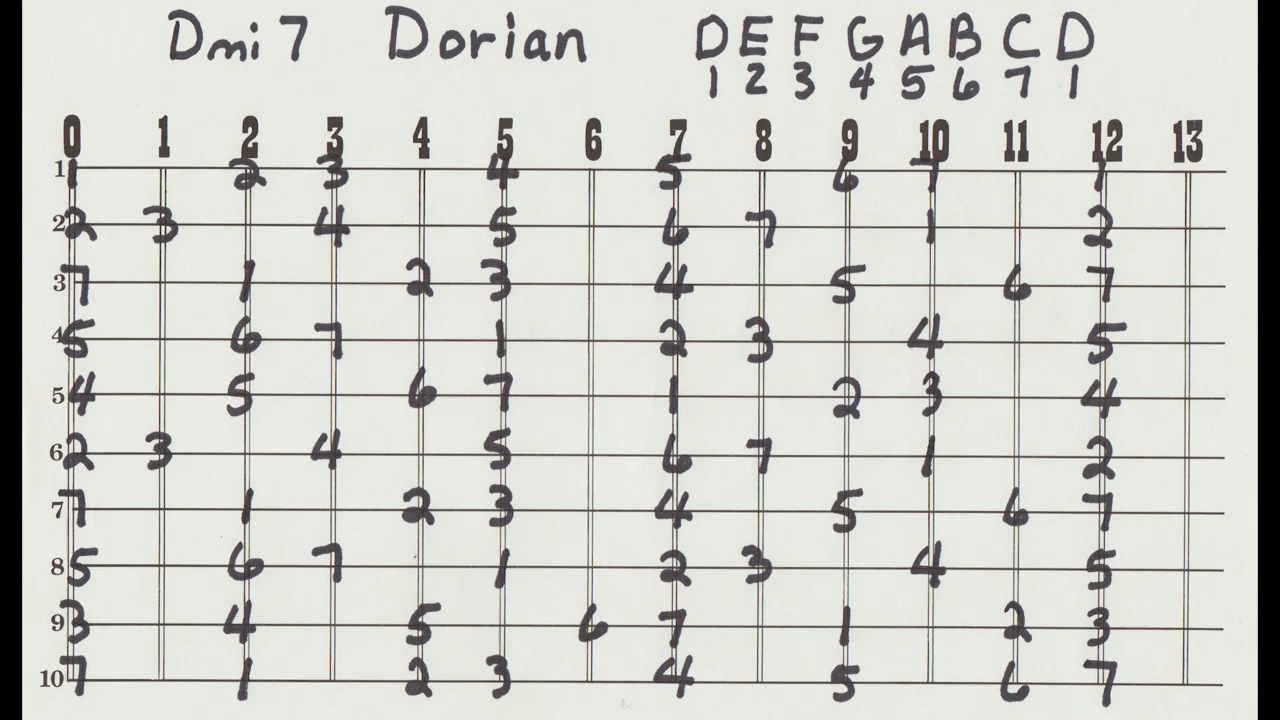 Dmi7 Dorian D E F G A B C D
1 2 3 4 5 6 7 1
0 1 2 3 4 5 6 7 8 9 10 11 12 13
1 1 2 3 4 5 6 7 1
2 2 3 4 5 6 7 1 2
3 7 1 2 3 4 5 6 7
4 5 6 7 1 2 3 4 5
5 4 5 6 7 1 2 3 4
6 2 3 4 5 6 7 1 2
7 7 1 2 3 4 5 6 7
8 5 6 7 1 2 3 4 5
9 3 4 5 6 7 1 2 3
10 7 1 2 3 4 5 6 7